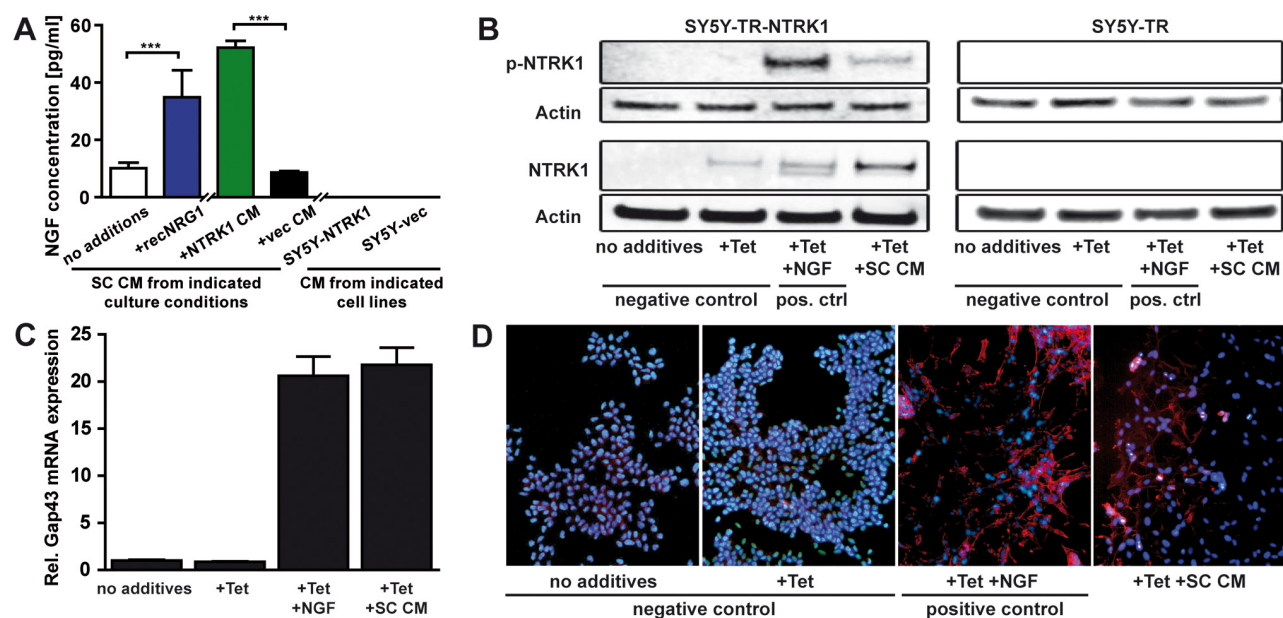 A
NGF concentration [pg/ml]
60
40
20
0
***
***
no additions
+recNRG1
+NTRK1 CM
+vec CM
SY5Y-NTRK1
SY5Y-vec
SC CM from indicated
culture conditions
CM from indicated
cell lines
B
SY5Y-TR-NTRK1
SY5Y-TR
p-NTRK1
Actin
NTRK1
Actin
no additives
+Tet
+Tet
+NGF
+Tet
+SC CM
negative control
pos. ctrl
no additives
+Tet
+Tet
+NGF
+Tet
+SC CM
negative control
pos. ctrl
C
Rel. Gap43 mRNA expression
25
20
15
10
5
0
no additives
+Tet
+Tet
+NGF
+Tet
+SC CM
D
no additives
+Tet
+Tet +NGF
+Tet +SC CM
negative control
positive control